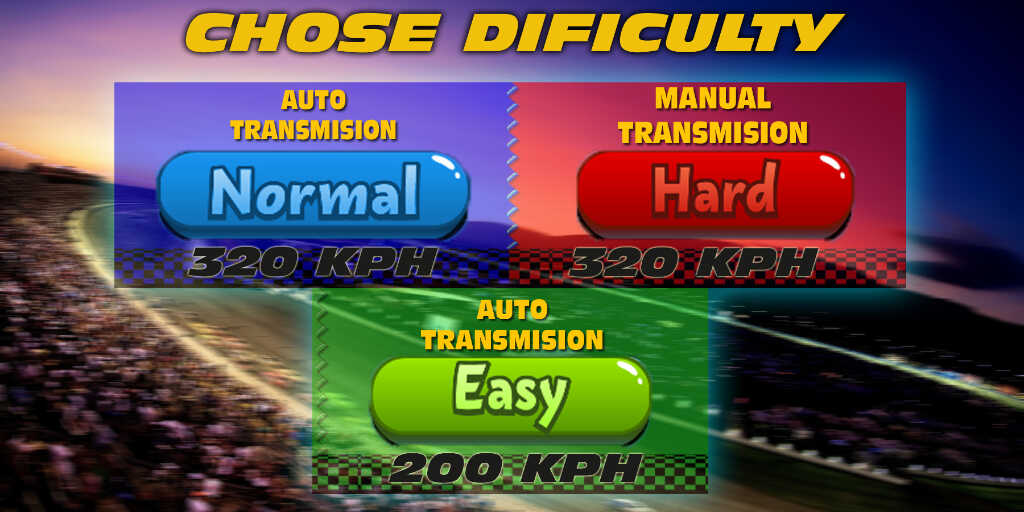 CHOSE DIFICULTY
AUTO
TRANSMISION
Normal
320 KPH
MANUAL
TRANSMISION
Hard
320 KPH
AUTO
TRANSMISION
Easy
200 KPH